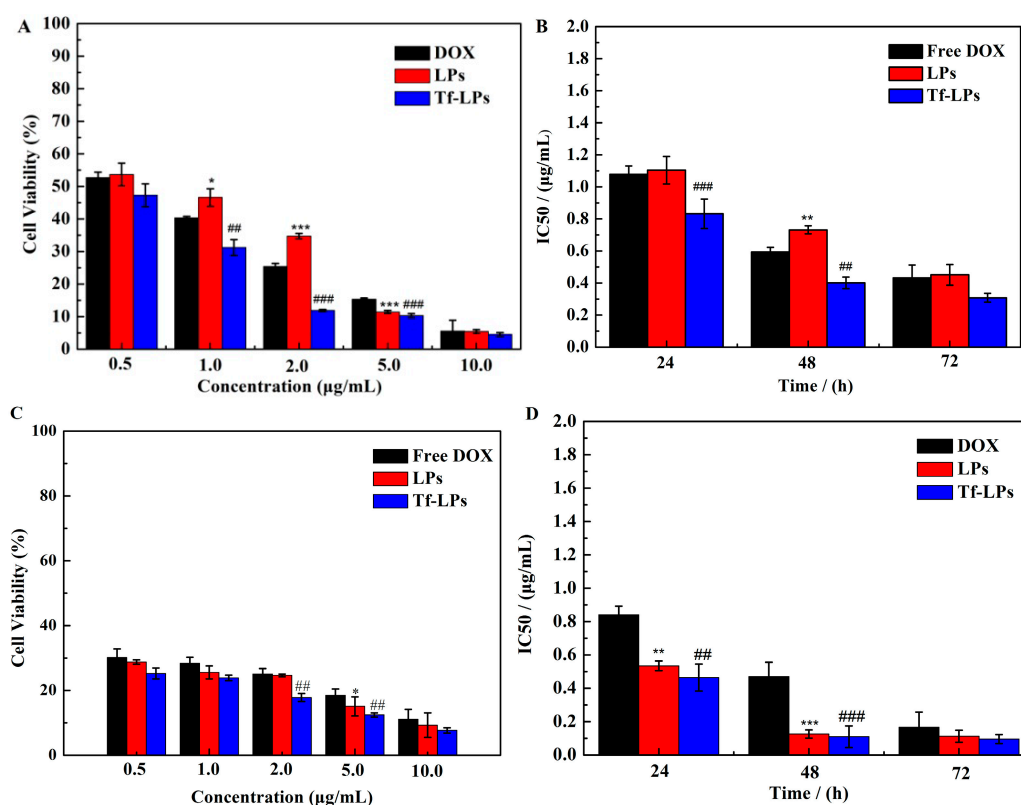 A
100
90
80
70
60
50
40
30
20
10
0
Cell Viability (%)
DOX
LPs
Tf-LPs
*
##
***
###
*** ###
0.5 1.0 2.0 5.0 10.0
Concentration (μg/mL)
B
2.0
1.8
1.6
1.4
1.2
1.0
0.8
0.6
0.4
0.2
0.0
IC50 / (μg/mL)
Free DOX
LPs
Tf-LPs
###
**
##
24 48 72
Time / (h)
C
100
80
60
40
20
0
Cell Viability (%)
Free DOX
LPs
Tf-LPs
##
*
##
0.5 1.0 2.0 5.0 10.0
Concentration (μg/mL)
D
2.0
1.8
1.6
1.4
1.2
1.0
0.8
0.6
0.4
0.2
0.0
IC50 / (μg/mL)
DOX
LPs
Tf-LPs
**
##
***
###
24 48 72
Time / (h)